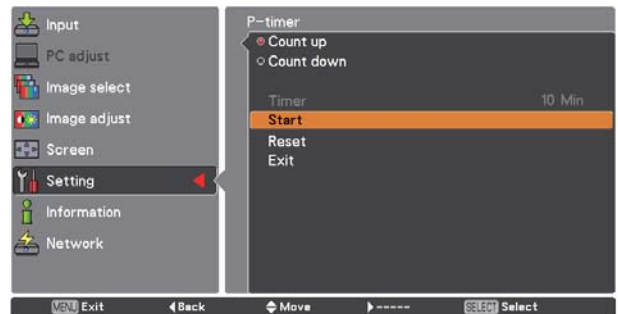 Input
PC adjust
Image select
Image adjust
Screen
Setting
Information
Network
P-timer
Count up
Count down
Timer 10 Min
Start
Reset
Exit
MENU Exit Back Move ----- SELECT Select